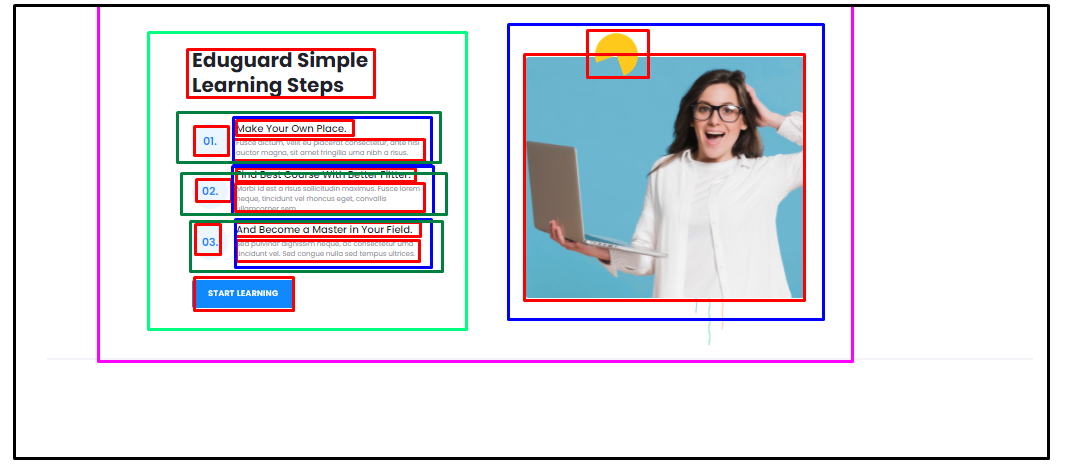 Eduguard Simple
Learning Steps
01.
Make Your Own Place.
Fusce dictum, velit eu placerat consectetur, ante nisl
auctor magna, sit amet fringilla urna nibh a risus.
02.
Find Best Course With Better Filtter.
Morbi id est a risus sollicitudin maximus. Fusce lorem
neque, tincidunt vel rhoncus eget, convallis
ullamcorper sem.
03.
And Become a Master in Your Field.
Sed pulvinar dignissim neque, ac consectetur urna
tincidunt vel. Sed congue nulla sed tempus ultrices.
START LEARNING